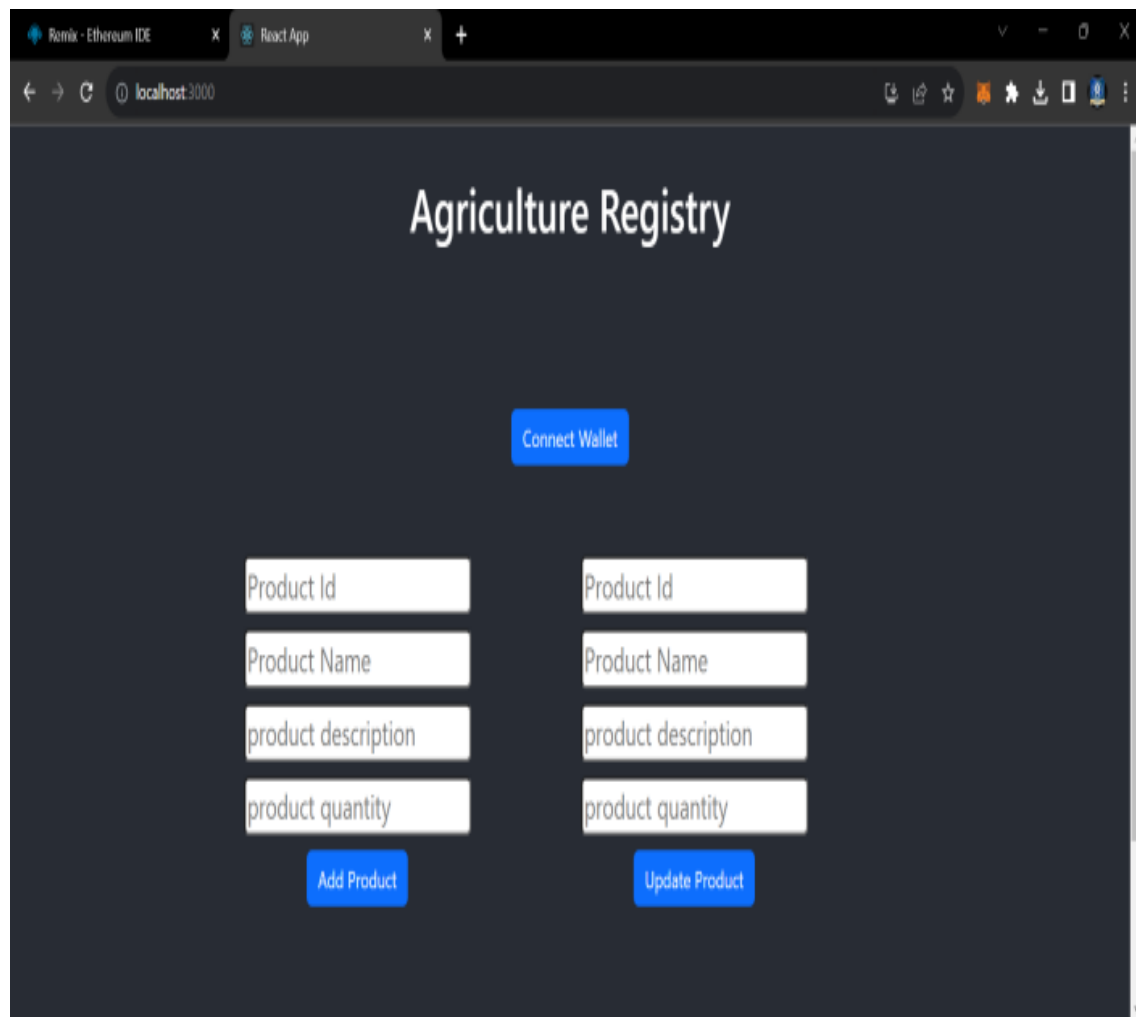 Remix - Ethereum IDE
React App
localhost:3000
Agriculture Registry
Connect Wallet
Product Id
Product Name
product description
product quantity
Add Product
Product Id
Product Name
product description
product quantity
Update Product